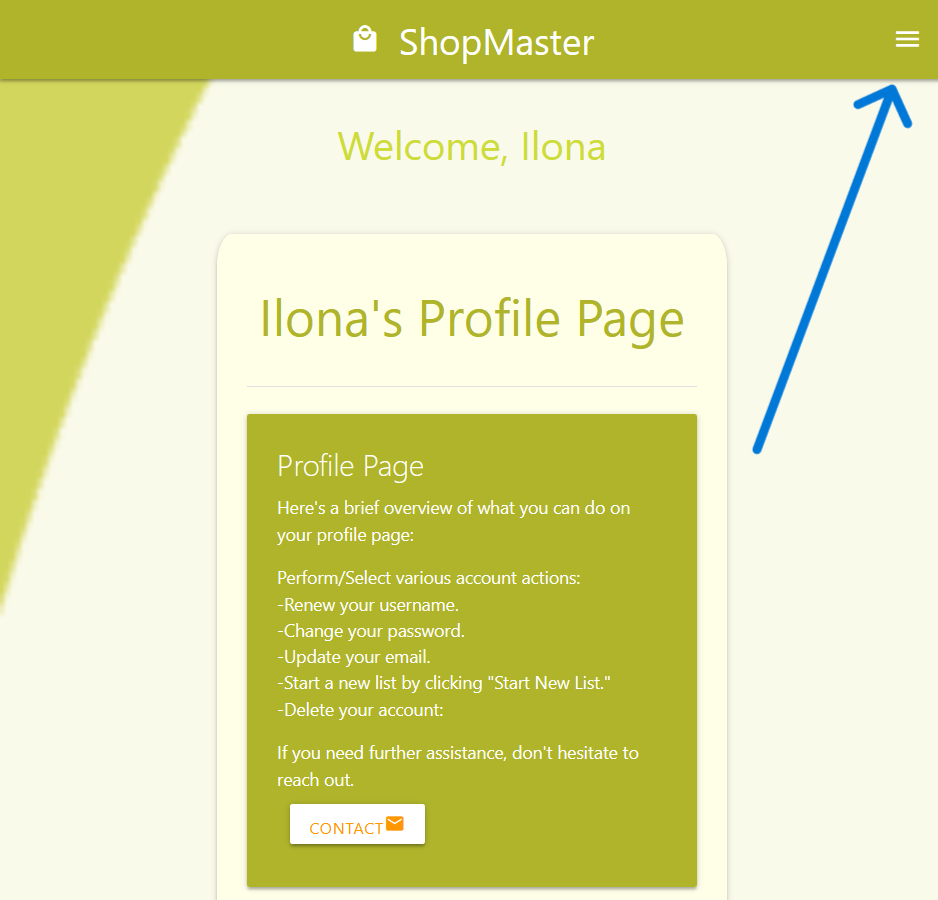 ShopMaster
Welcome, Ilona
Ilona's Profile Page
Profile Page
Here's a brief overview of what you can do on
your profile page:
Perform/Select various account actions:
-Renew your username.
-Change your password.
-Update your email.
-Start a new list by clicking "Start New List."
-Delete your account:
If you need further assistance, don't hesitate to
reach out.
CONTACT